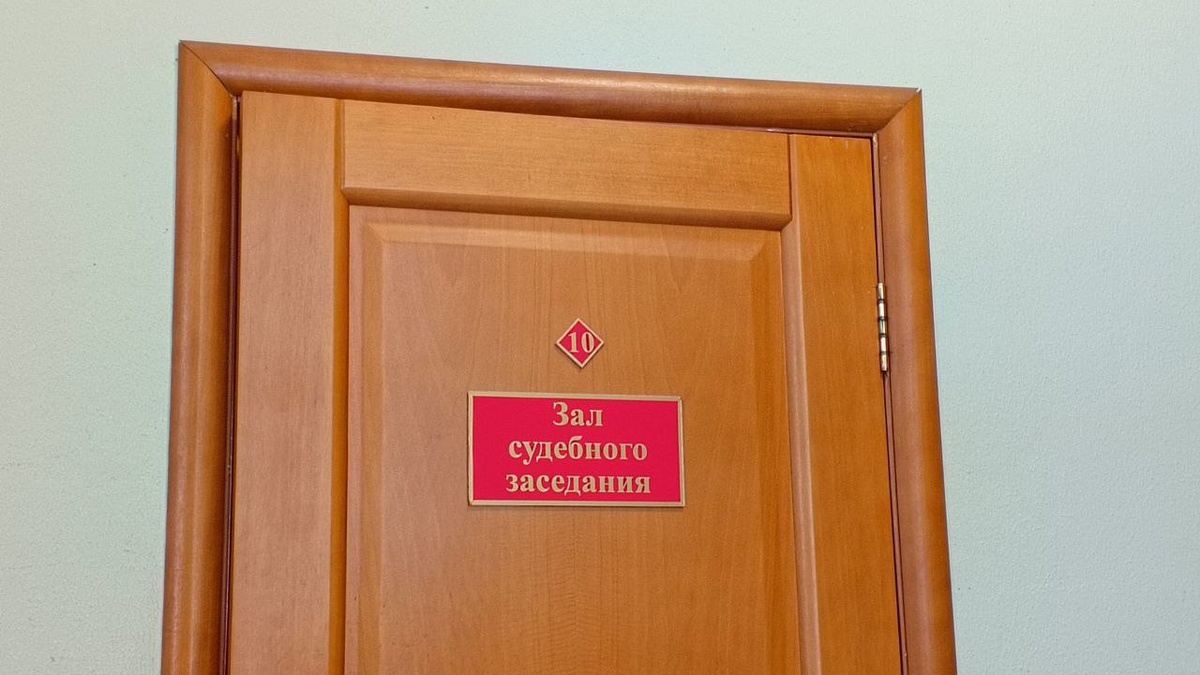 10
Зал
судебного
заседания